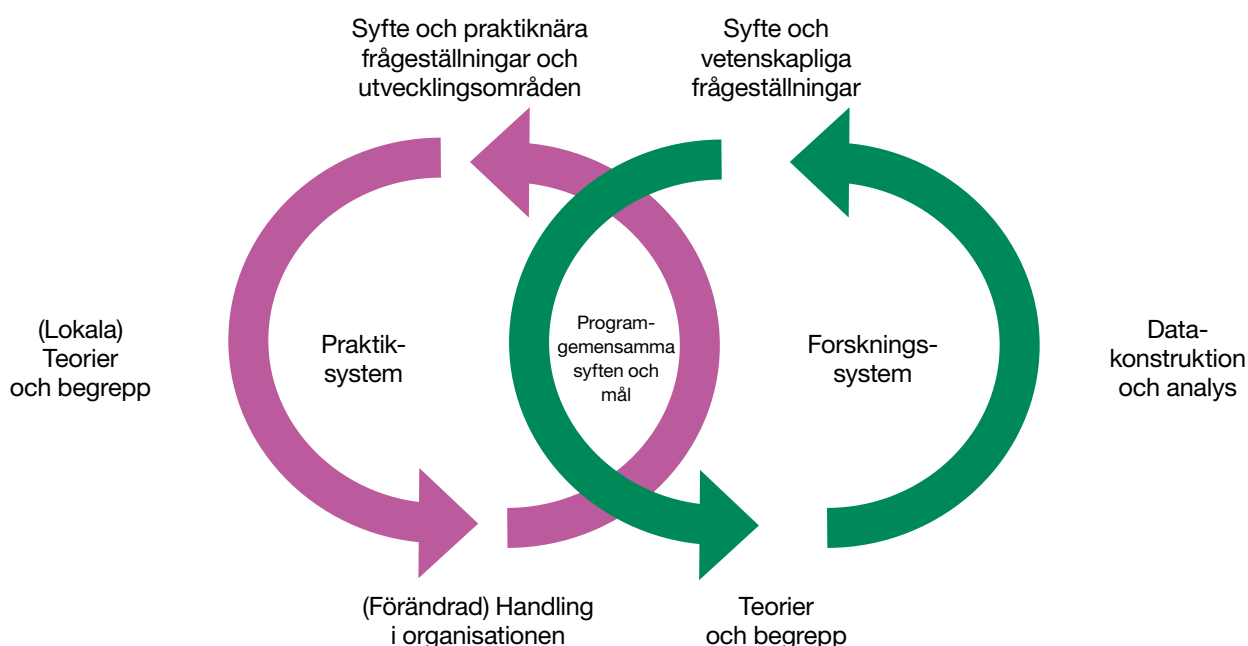 Syfte och praktiknära
frågeställningar och
utvecklingsområden
Syfte och
vetenskapliga
frågeställningar
(Lokala)
Teorier
och begrepp
Praktik-
system
Program-
gemensamma
syften och
mål
Forsknings-
system
Data-
konstruktion
och analys
(Förändrad) Handling
i organisationen
Teorier
och begrepp